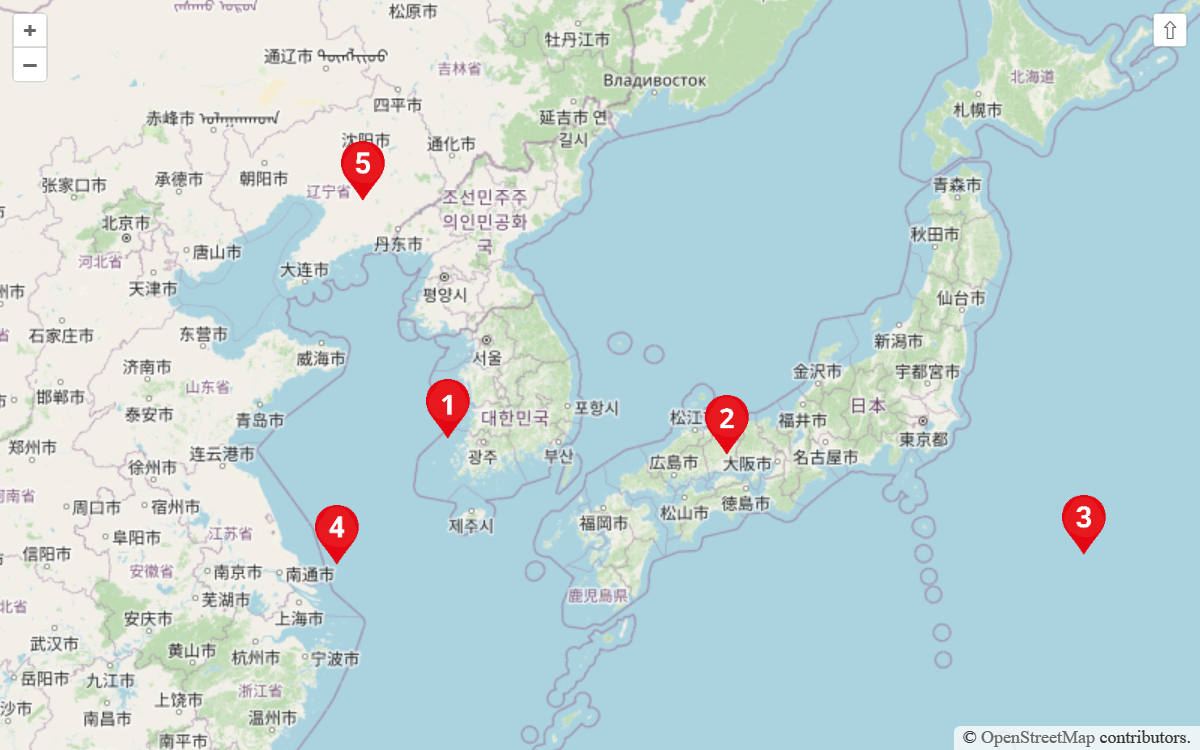 +
−
⇧
松原市
牡丹江市
通辽市
吉林省
Владивосток
北海道
四平市
札幌市
赤峰市
延吉市 연
길시
沈阳市
通化市
5
张家口市
承德市
朝阳市
辽宁省
青森市
조선민주주
의인민공화
국
北京市
秋田市
丹东市
唐山市
河北省
大连市
天津市
평양시
仙台市
石家庄市
东营市
新潟市
서울
威海市
济南市
金沢市
宇都宮市
山东省
邯郸市
1
日本
포항시
泰安市
2
대한민국
福井市
青岛市
東京都
郑州市
连云港市
광주
부산
名古屋市
広島市
大阪市
徐州市
徳島市
周口市
宿州市
松山市
3
제주시
福岡市
4
江苏省
阜阳市
信阳市
安徽省
南京市
南通市
芜湖市
鹿児島県
安庆市
上海市
武汉市
黄山市
杭州市
宁波市
岳阳市
九江市
浙江省
上饶市
南昌市
温州市
南平市
© OpenStreetMap contributors.